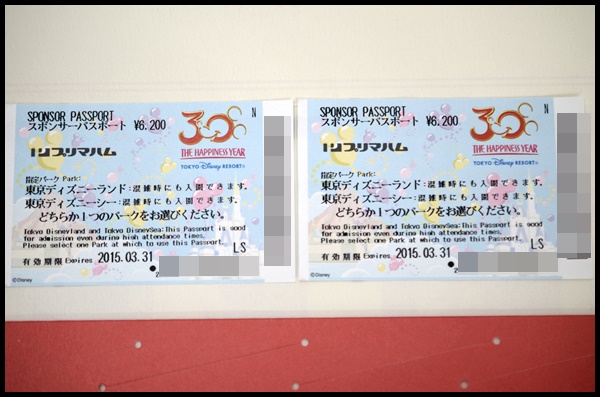 SPONSOR PASSPORT N
スポンサーパスポート ¥6,200
プリマハム
30
THE HAPPINESS YEAR
TOKYO Disney RESORT®
指定パーク Park:
東京ディズニーランド:混雑時にも入園できます。
東京ディズニーシー:混雑時にも入園できます。
どちらか1つのパークをお選びください。
Tokyo Disneyland and Tokyo DisneySea:This Passport is good
for admission even during high attendance times.
Please select one Park at which to use this Passport.
LS
有効期限 Expires 2015.03.31
©Disney
SPONSOR PASSPORT N
スポンサーパスポート ¥6,200
プリマハム
30
THE HAPPINESS YEAR
TOKYO Disney RESORT®
指定パーク Park:
東京ディズニーランド:混雑時にも入園できます。
東京ディズニーシー:混雑時にも入園できます。
どちらか1つのパークをお選びください。
Tokyo Disneyland and Tokyo DisneySea:This Passport is good
for admission even during high attendance times.
Please select one Park at which to use this Passport.
LS
有効期限 Expires 2015.03.31
©Disney